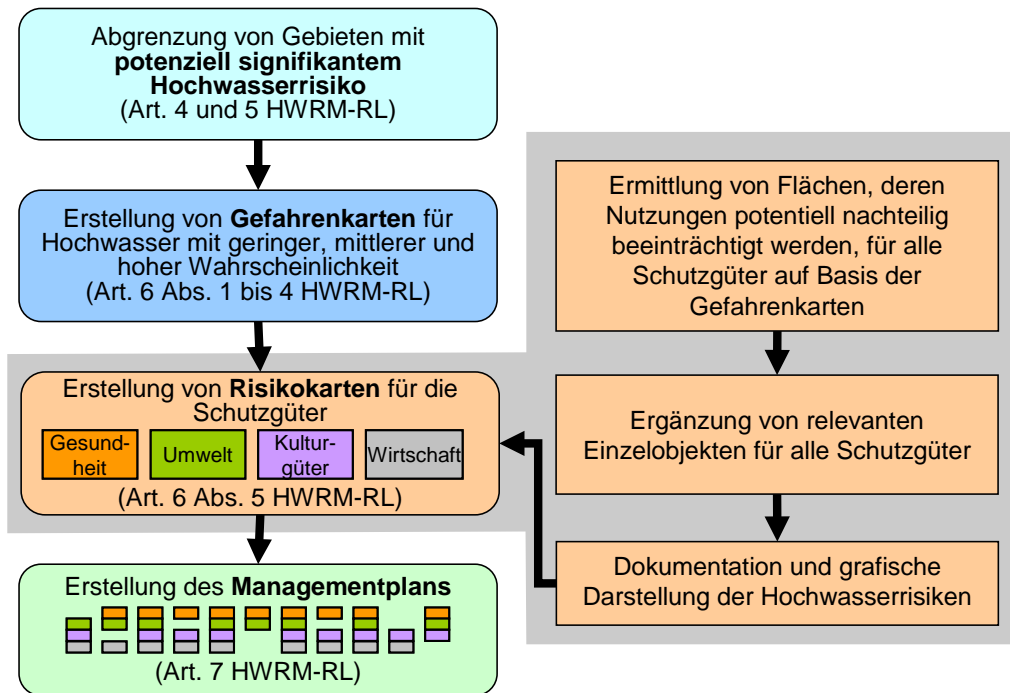 Abgrenzung von Gebieten mit
potenziell signifikantem
Hochwasserrisiko
(Art. 4 und 5 HWRM-RL)
Erstellung von Gefahrenkarten für
Hochwasser mit geringer, mittlerer und
hoher Wahrscheinlichkeit
(Art. 6 Abs. 1 bis 4 HWRM-RL)
Erstellung von Risikokarten für die
Schutzgüter
Gesund-
heit
Umwelt
Kultur-
güter
Wirtschaft
(Art. 6 Abs. 5 HWRM-RL)
Erstellung des Managementplans
(Art. 7 HWRM-RL)
Ermittlung von Flächen, deren
Nutzungen potentiell nachteilig
beeinträchtigt werden, für alle
Schutzgüter auf Basis der
Gefahrenkarten
Ergänzung von relevanten
Einzelobjekten für alle Schutzgüter
Dokumentation und grafische
Darstellung der Hochwasserrisiken